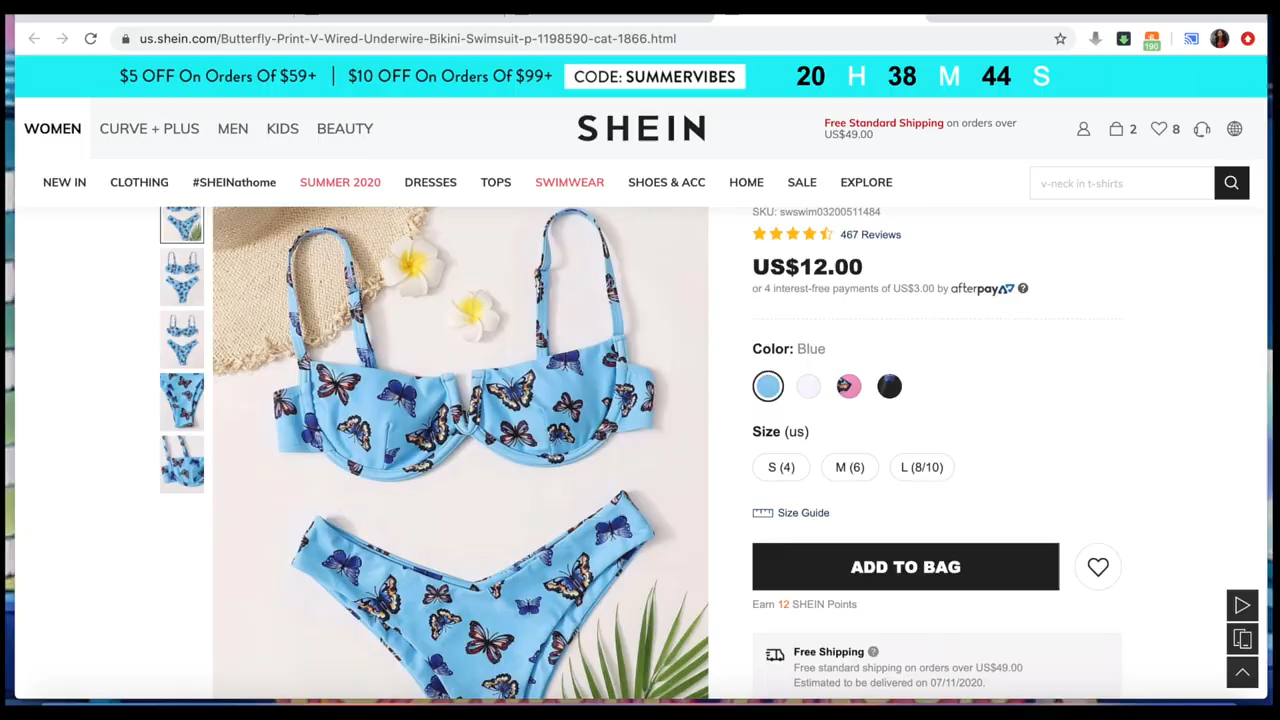 us.shein.com/Butterfly-Print-V-Wired-Underwire-Bikini-Swimsuit-p-1198590-cat-1866.html
190
$5 OFF On Orders Of $59+ | $10 OFF On Orders Of $99+ CODE: SUMMERVIBES 20 H 38 M 44 S
WOMEN CURVE + PLUS MEN KIDS BEAUTY
SHEIN
Free Standard Shipping on orders over
US$49.00
2 8
NEW IN CLOTHING #SHEINathome SUMMER 2020 DRESSES TOPS SWIMWEAR SHOES & ACC HOME SALE EXPLORE
v-neck in t-shirts
SKU: swswim03200511484
467 Reviews
US$12.00
or 4 interest-free payments of US$3.00 by afterpay ?
Color: Blue
Size (us)
S (4) M (6) L (8/10)
Size Guide
ADD TO BAG
Earn 12 SHEIN Points
Free Shipping ?
Free standard shipping on orders over US$49.00
Estimated to be delivered on 07/11/2020.